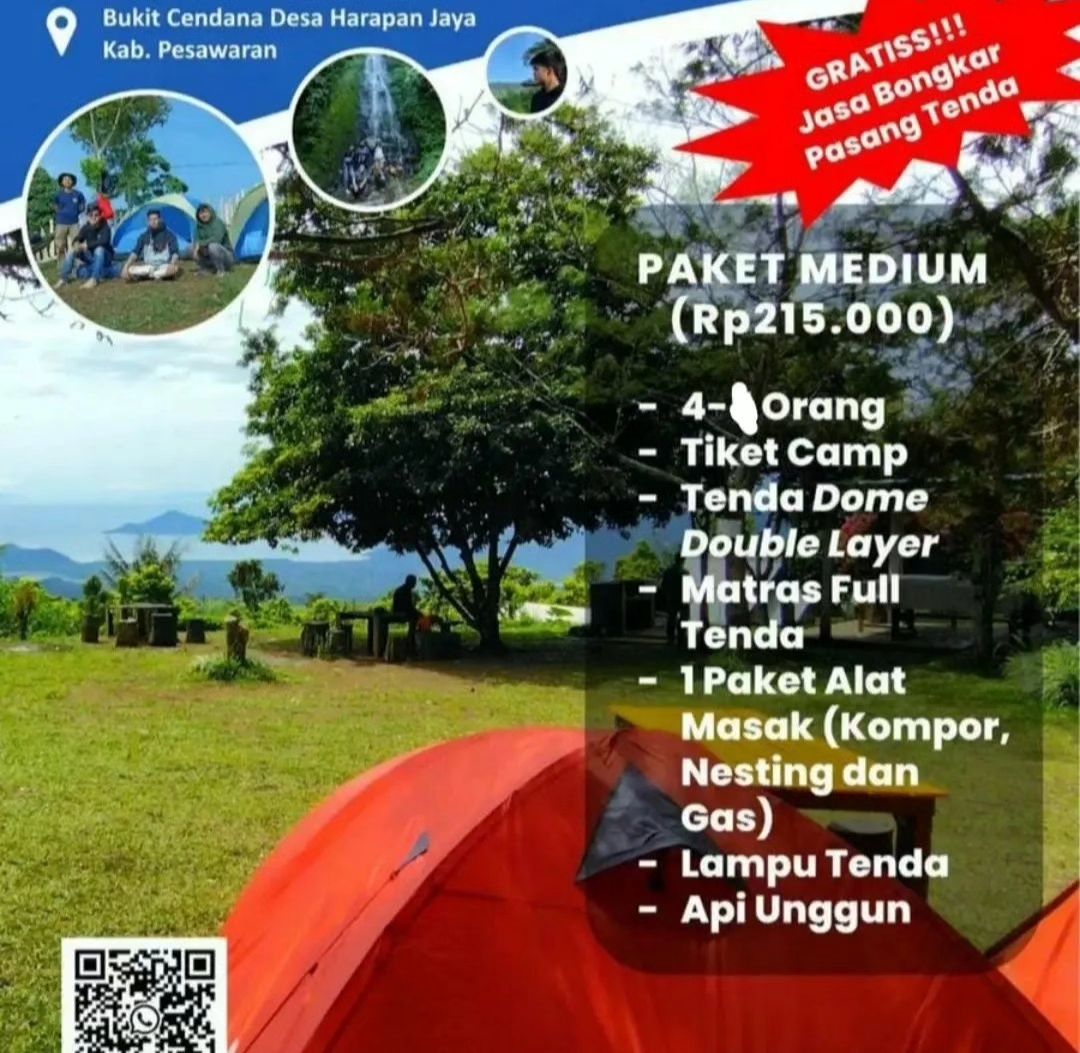 Bukit Cendana Desa Harapan Jaya
Kab. Pesawaran
GRATISS!!!
Jasa Bongkar
Pasang Tenda
PAKET MEDIUM
(Rp215.000)
- 4- Orang
- Tiket Camp
- Tenda Dome
Double Layer
- Matras Full
Tenda
- 1 Paket Alat
Masak (Kompor,
Nesting dan
Gas)
- Lampu Tenda
- Api Unggun